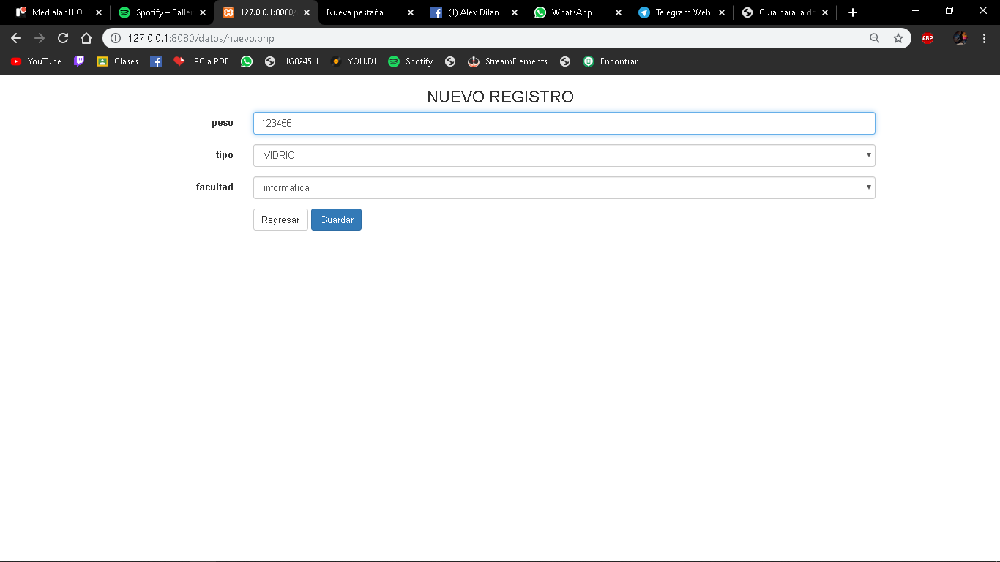 MedialabUIO |
Spotify – Baller
127.0.0.1:8080/
Nueva pestaña
(1) Alex Dilan
WhatsApp
Telegram Web
Guía para la do
127.0.0.1:8080/datos/nuevo.php
ABP
YouTube
Clases
JPG a PDF
HG8245H
YOU.DJ
Spotify
StreamElements
Encontrar
NUEVO REGISTRO
peso 123456
tipo VIDRIO
facultad informatica
Regresar Guardar